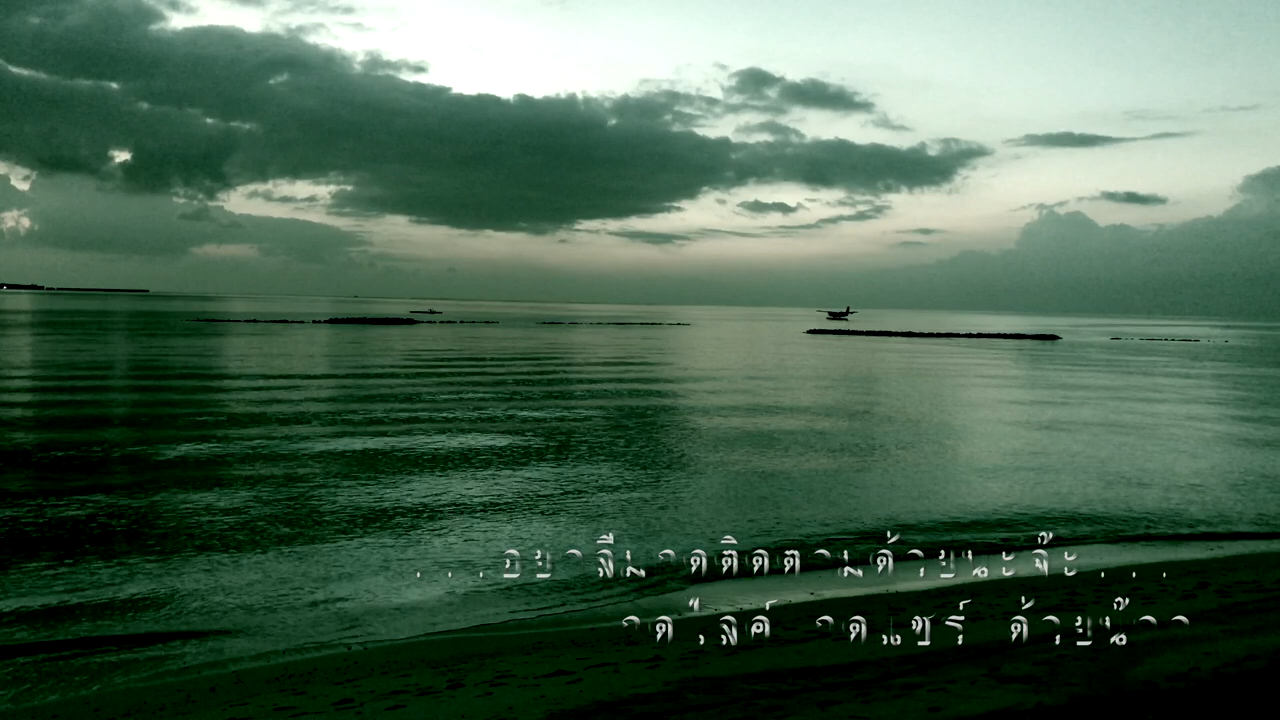 ...อยาลืมกดติดตามด้วยนะจ๊ะ...
กดไลค์ กดแชร์ ด่วยน๊าา